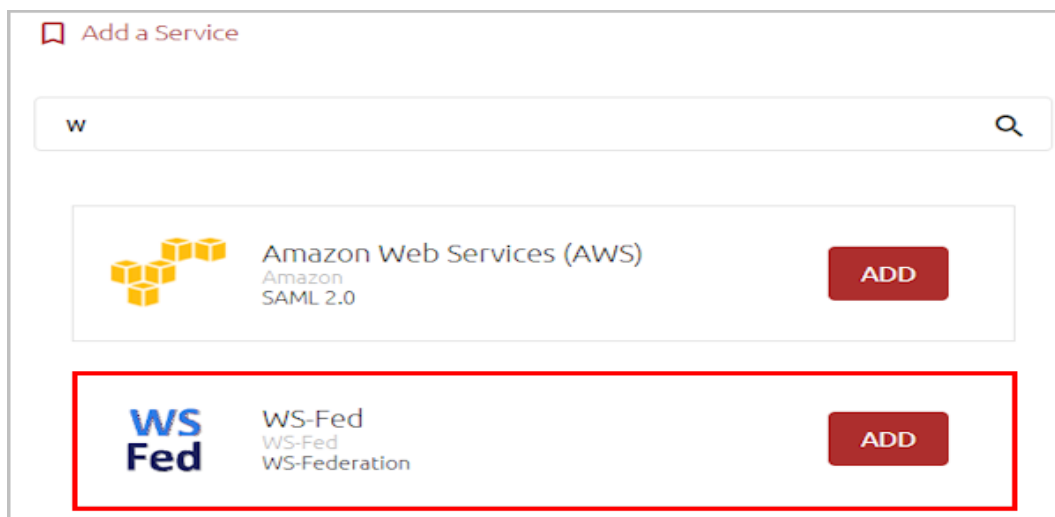 Add a Service
w
Amazon Web Services (AWS)
Amazon
SAML 2.0
ADD
WS
Fed
WS-Fed
WS-Fed
WS-Federation
ADD